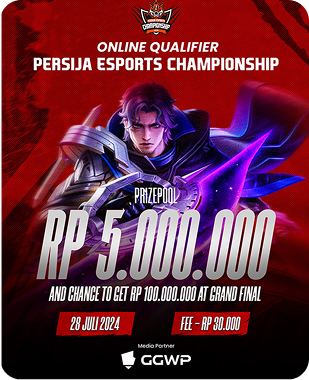 CHAMPIONSHIP
ONLINE QUALIFIER
PERSIJA ESPORTS CHAMPIONSHIP
PRIZEPOOL
RP 5.000.000
AND CHANCE TO GET RP 100.000.000 AT GRAND FINAL
28 JULI 2024
FEE - RP 30.000
Media Partner
GGWP